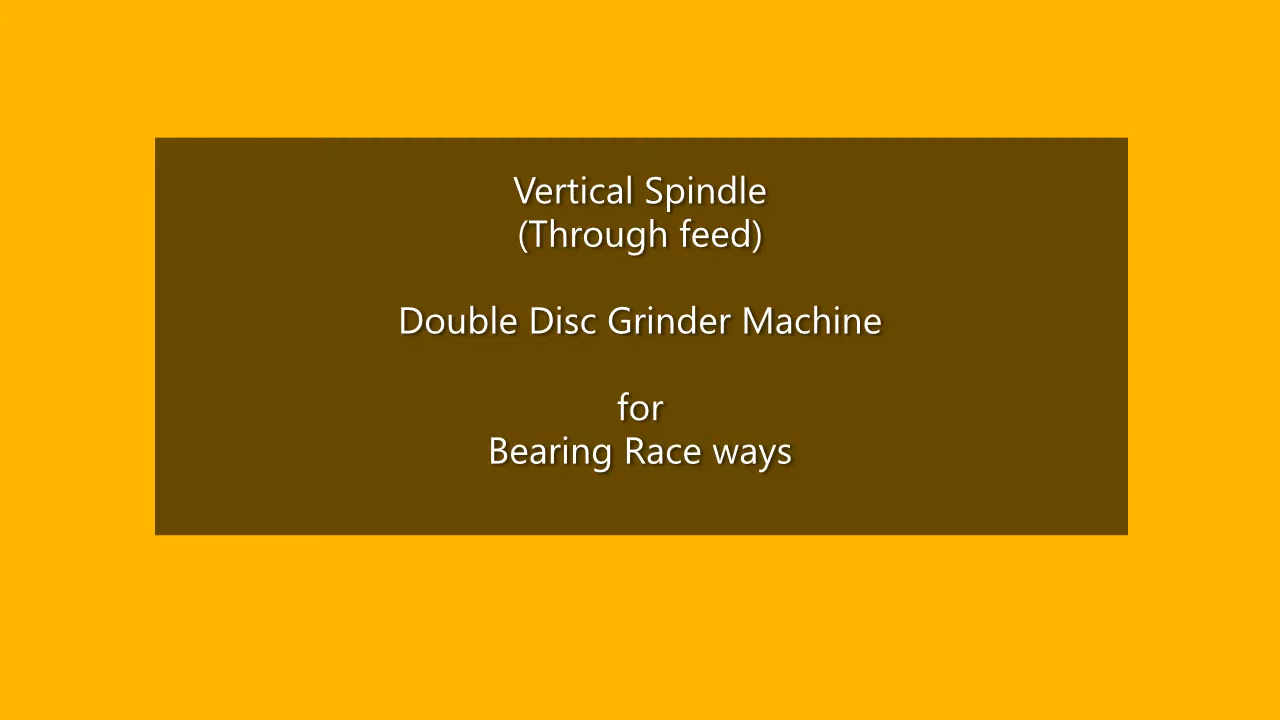 Vertical Spindle
(Through feed)
Double Disc Grinder Machine
for
Bearing Race ways